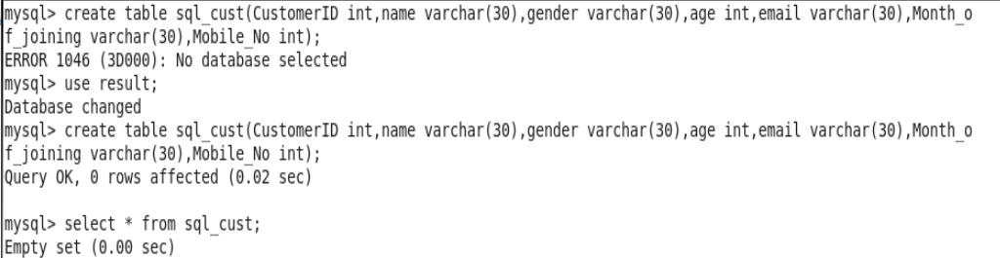 mysql> create table sql_cust(CustomerID int,name varchar(30),gender varchar(30),age int,email varchar(30),Month_o
f_joining varchar(30),Mobile_No int);
ERROR 1046 (3D000): No database selected
mysql> use result;
Database changed
mysql> create table sql_cust(CustomerID int,name varchar(30),gender varchar(30),age int,email varchar(30),Month_o
f_joining varchar(30),Mobile_No int);
Query OK, 0 rows affected (0.02 sec)
mysql> select * from sql_cust;
Empty set (0.00 sec)